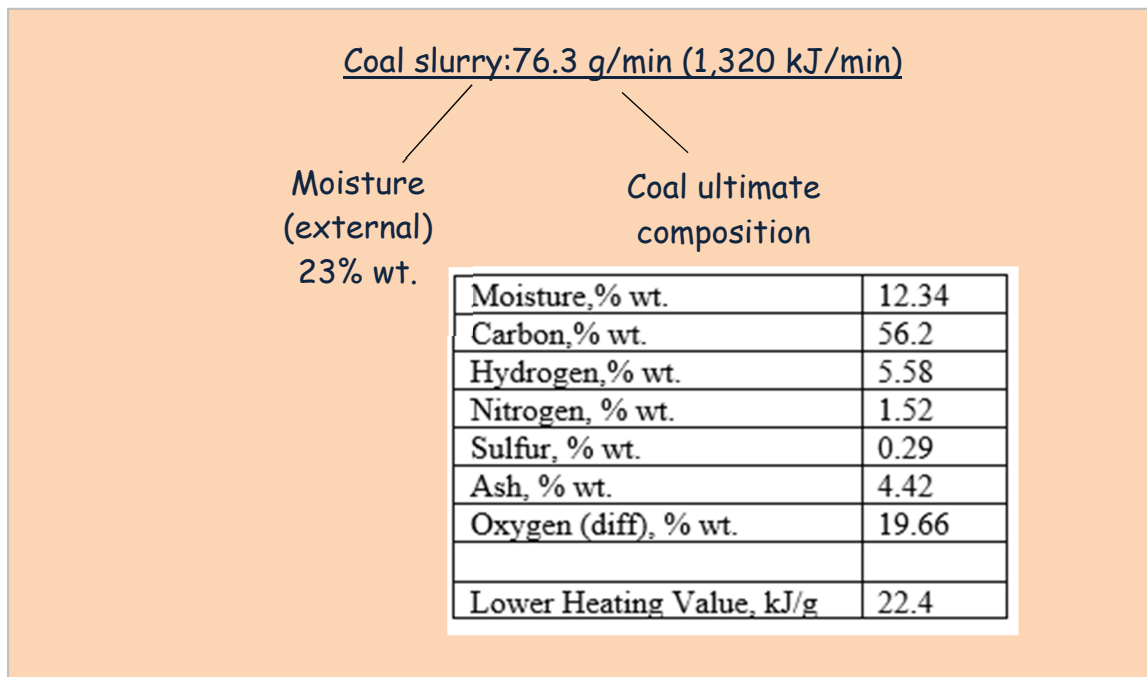 Coal slurry:76.3 g/min (1,320 kJ/min)
Moisture
(external)
23% wt.
Coal ultimate
composition
Moisture,% wt. 12.34
Carbon,% wt. 56.2
Hydrogen,% wt. 5.58
Nitrogen, % wt. 1.52
Sulfur, % wt. 0.29
Ash, % wt. 4.42
Oxygen (diff), % wt. 19.66
Lower Heating Value, kJ/g 22.4